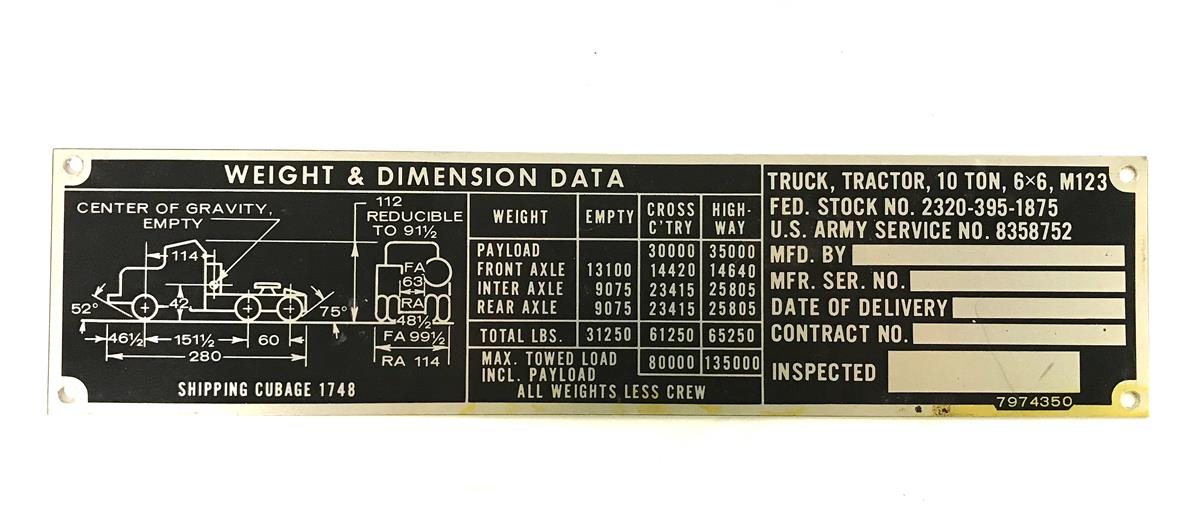 WEIGHT & DIMENSION DATA
CENTER OF GRAVITY,
EMPTY
112
REDUCIBLE
TO 91½
114
42
52°
75°
46½ 151½ 60
280
FA
63
RA
48½
FA 99½
RA 114
SHIPPING CUBAGE 1748
WEIGHT EMPTY CROSS C'TRY HIGH-WAY
PAYLOAD 30000 35000
FRONT AXLE 13100 14420 14640
INTER AXLE 9075 23415 25805
REAR AXLE 9075 23415 25805
TOTAL LBS. 31250 61250 65250
MAX. TOWED LOAD
INCL. PAYLOAD 80000 135000
ALL WEIGHTS LESS CREW
TRUCK, TRACTOR, 10 TON, 6×6, M123
FED. STOCK NO. 2320-395-1875
U.S. ARMY SERVICE NO. 8358752
MFD. BY
MFR. SER. NO.
DATE OF DELIVERY
CONTRACT NO.
INSPECTED
7974350